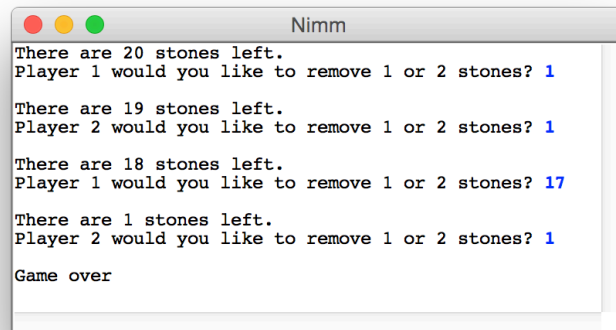 Nimm
There are 20 stones left.
Player 1 would you like to remove 1 or 2 stones? 1
There are 19 stones left.
Player 2 would you like to remove 1 or 2 stones? 1
There are 18 stones left.
Player 1 would you like to remove 1 or 2 stones? 17
There are 1 stones left.
Player 2 would you like to remove 1 or 2 stones? 1
Game over